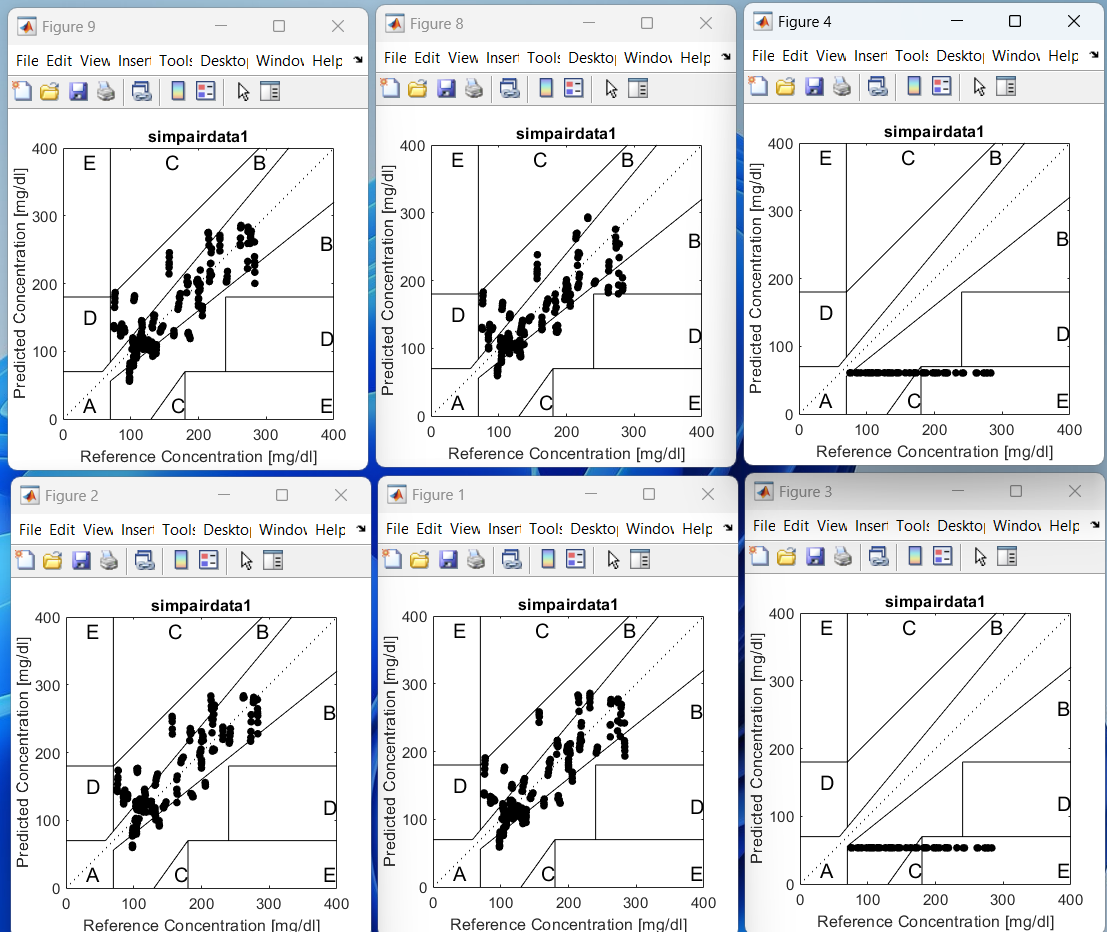 Figure 9
File Edit View Insert Tools Desktop Window Help
simpairdata1
Predicted Concentration [mg/dl]
400
300
200
100
0
E C B
B
D
D
A C E
0 100 200 300 400
Reference Concentration [mg/dl]
Figure 8
File Edit View Insert Tools Desktop Window Help
simpairdata1
Predicted Concentration [mg/dl]
400
300
200
100
0
E C B
B
D
D
A C E
0 100 200 300 400
Reference Concentration [mg/dl]
Figure 4
File Edit View Insert Tools Desktop Window Help
simpairdata1
Predicted Concentration [mg/dl]
400
300
200
100
0
E C B
B
D
D
A C E
0 100 200 300 400
Reference Concentration [mg/dl]
Figure 2
File Edit View Insert Tools Desktop Window Help
simpairdata1
Predicted Concentration [mg/dl]
400
300
200
100
0
E C B
B
D
D
A C E
0 100 200 300 400
Reference Concentration [mg/dl]
Figure 1
File Edit View Insert Tools Desktop Window Help
simpairdata1
Predicted Concentration [mg/dl]
400
300
200
100
0
E C B
B
D
D
A C E
0 100 200 300 400
Reference Concentration [mg/dl]
Figure 3
File Edit View Insert Tools Desktop Window Help
simpairdata1
Predicted Concentration [mg/dl]
400
300
200
100
0
E C B
B
D
D
A C E
0 100 200 300 400
Reference Concentration [mg/dl]